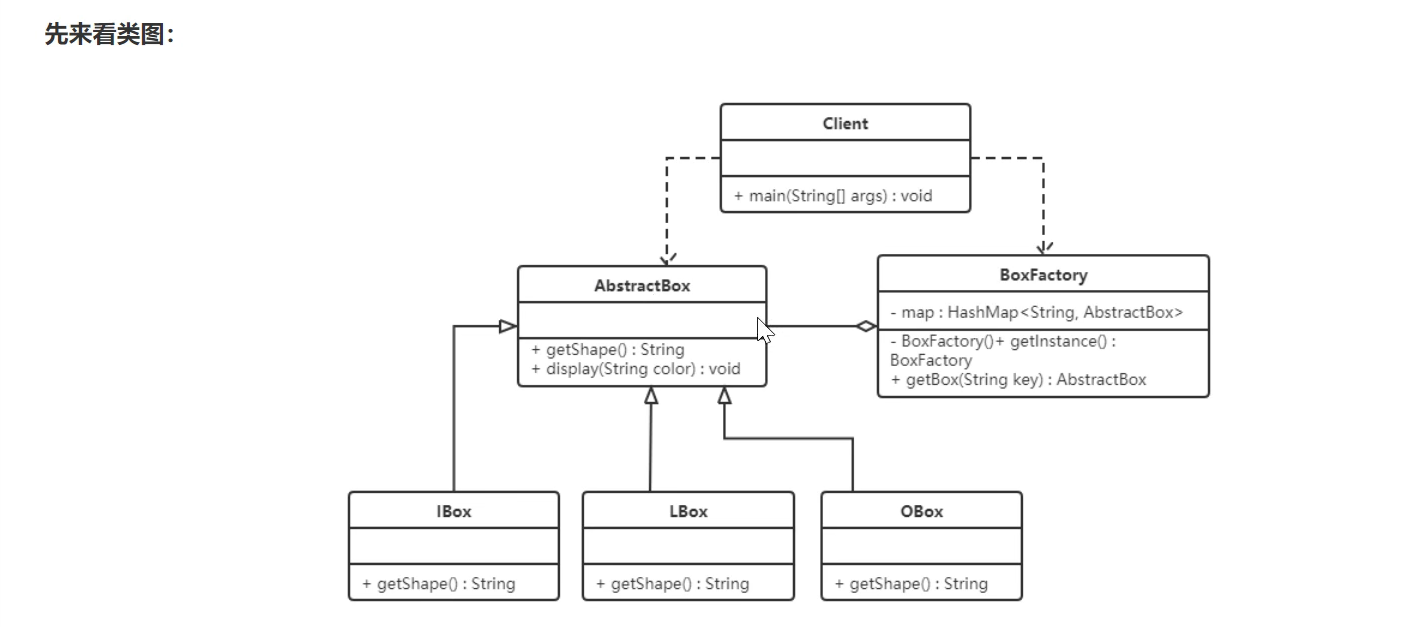 先来看类图：
Client
+ main(String[] args) : void
AbstractBox
+ getShape() : String
+ display(String color) : void
BoxFactory
- map : HashMap<String, AbstractBox>
- BoxFactory()+ getInstance() :
BoxFactory
+ getBox(String key) : AbstractBox
IBox
+ getShape() : String
LBox
+ getShape() : String
OBox
+ getShape() : String